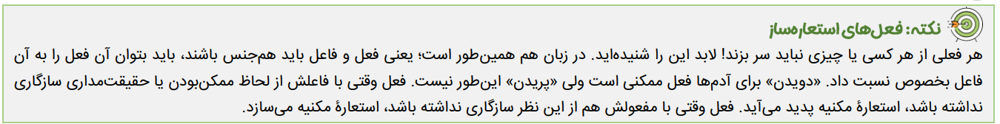 نکته: فعل‌های استعاره‌ساز
هر فعلی از هر کسی یا چیزی نباید سر بزند! لابد این را شنیده‌اید. در زبان هم همین‌طور است؛ یعنی فعل و فاعل باید هم‌جنس باشند، باید بتوان آن فعل را به آن
فاعل بخصوص نسبت داد. «دویدن» برای آدم‌ها فعل ممکنی است ولی «پریدن» این‌طور نیست. فعل وقتی با فاعلش از لحاظ ممکن‌بودن یا حقیقت‌مداری سازگاری
نداشته باشد، استعارهٔ مکنیه پدید می‌آید. فعل وقتی با مفعولش هم از این نظر سازگاری نداشته باشد، استعارهٔ مکنیه می‌سازد.